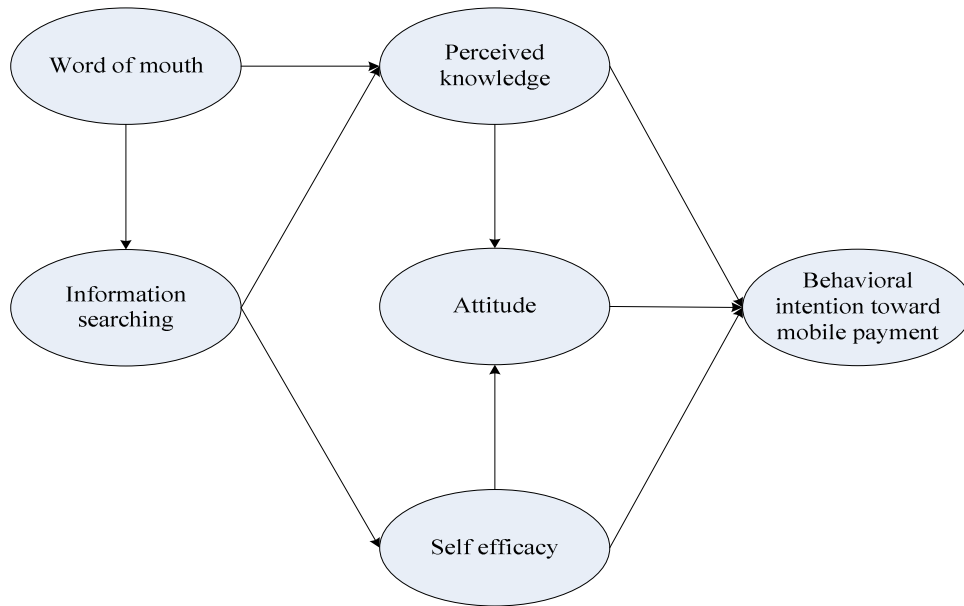 Word of mouth
Perceived
knowledge
Information
searching
Attitude
Behavioral
intention toward
mobile payment
Self efficacy